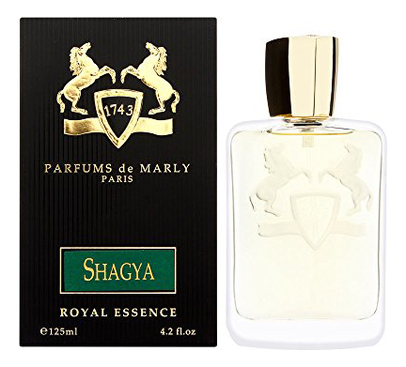 1743
PARFUMS de MARLY
PARIS
SHAGYA
ROYAL ESSENCE
℮125ml 4.2 fl.oz